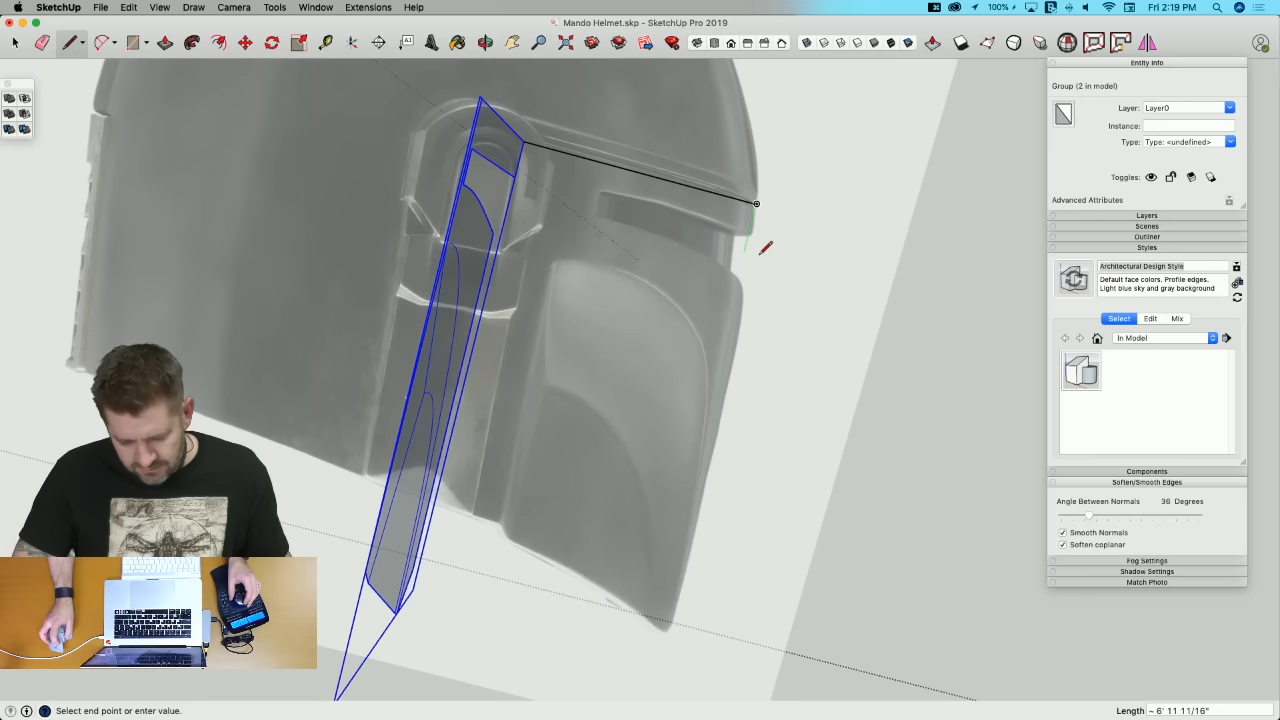 SketchUp File Edit View Draw Camera Tools Window Extensions Help
100% Fri 2:19 PM
Mando Helmet.skp - SketchUp Pro 2019
Entity Info
Group (2 in model)
Layer: Layer0
Instance:
Type: Type: <undefined>
Toggles:
Advanced Attributes
Layers
Scenes
Outliner
Styles
Architectural Design Style
Default face colors. Profile edges.
Light blue sky and gray background
Select Edit Mix
In Model
Components
Soften/Smooth Edges
Angle Between Normals 36 Degrees
Smooth Normals
Soften coplanar
Fog Settings
Shadow Settings
Match Photo
Select end point or enter value.
Length ~ 6' 11 11/16"